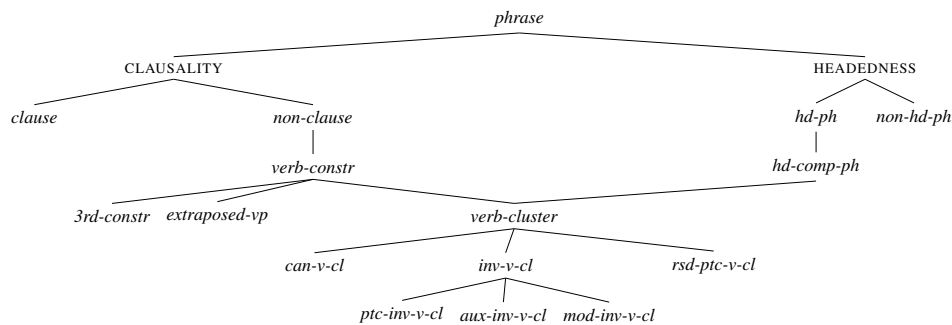 phrase
CLAUSALITY HEADEDNESS
clause non-clause hd-ph non-hd-ph
verb-constr hd-comp-ph
3rd-constr extraposed-vp verb-cluster
can-v-cl inv-v-cl rsd-ptc-v-cl
ptc-inv-v-cl aux-inv-v-cl mod-inv-v-cl